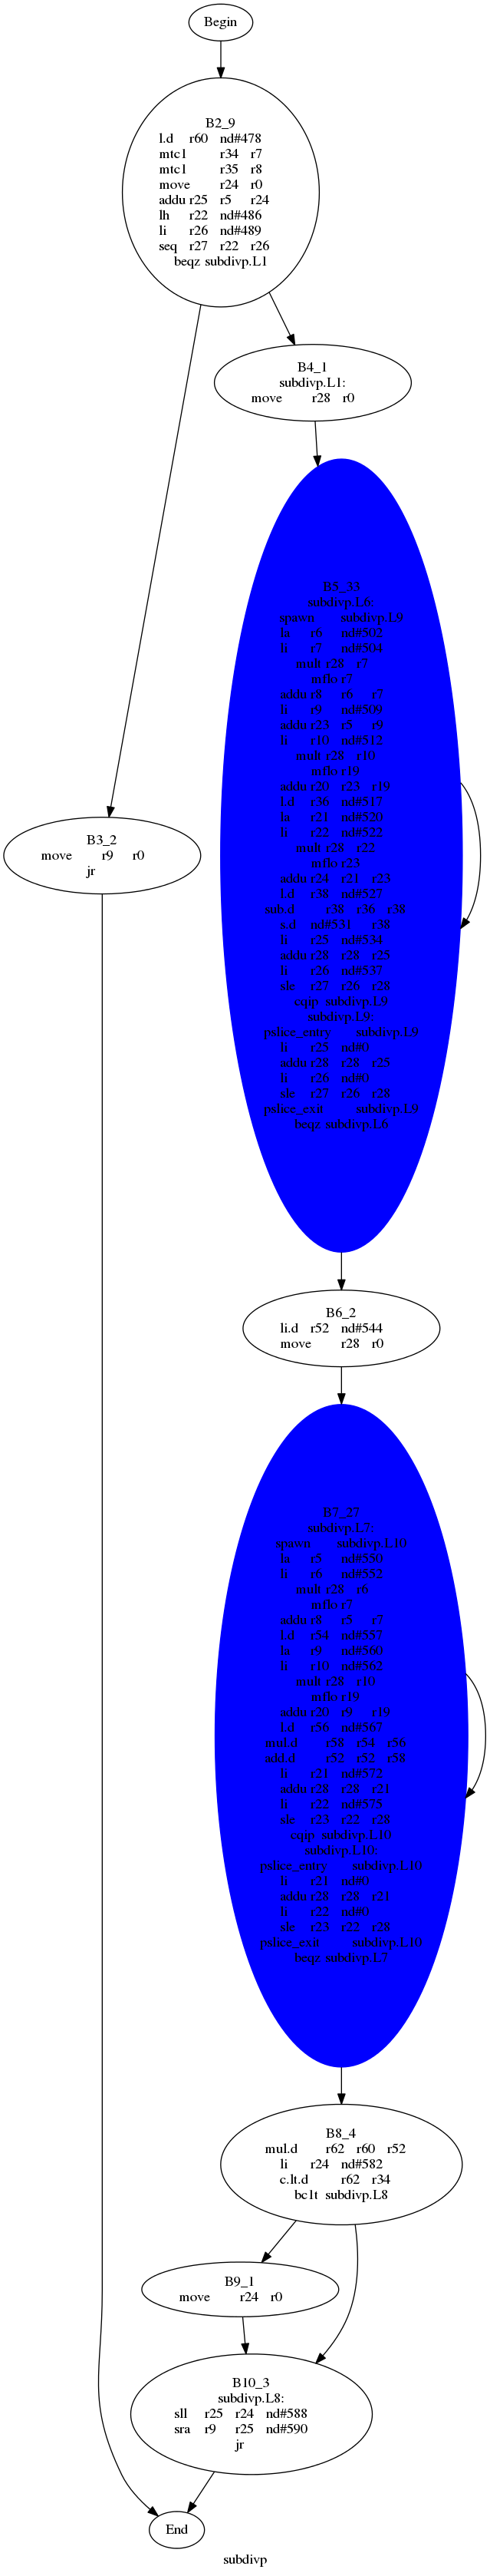 Begin
B2_9
l.d r60 nd#478
mtc1 r34 r7
mtc1 r35 r8
move r24 r0
addu r25 r5 r24
lh r22 nd#486
li r26 nd#489
seq r27 r22 r26
beqz subdivp.L1
B4_1
subdivp.L1:
move r28 r0
B5_33
subdivp.L6:
spawn subdivp.L9
la r6 nd#502
li r7 nd#504
mult r28 r7
mflo r7
addu r8 r6 r7
li r9 nd#509
addu r23 r5 r9
li r10 nd#512
mult r28 r10
mflo r19
addu r20 r23 r19
l.d r36 nd#517
la r21 nd#520
li r22 nd#522
mult r28 r22
mflo r23
addu r24 r21 r23
l.d r38 nd#527
sub.d r38 r36 r38
s.d nd#531 r38
li r25 nd#534
addu r28 r28 r25
li r26 nd#537
sle r27 r26 r28
cqip subdivp.L9
subdivp.L9:
pslice_entry subdivp.L9
li r25 nd#0
addu r28 r28 r25
li r26 nd#0
sle r27 r26 r28
pslice_exit subdivp.L9
beqz subdivp.L6
B3_2
move r9 r0
jr
B6_2
li.d r52 nd#544
move r28 r0
B7_27
subdivp.L7:
spawn subdivp.L10
la r5 nd#550
li r6 nd#552
mult r28 r6
mflo r7
addu r8 r5 r7
l.d r54 nd#557
la r9 nd#560
li r10 nd#562
mult r28 r10
mflo r19
addu r20 r9 r19
l.d r56 nd#567
mul.d r58 r54 r56
add.d r52 r52 r58
li r21 nd#572
addu r28 r28 r21
li r22 nd#575
sle r23 r22 r28
cqip subdivp.L10
subdivp.L10:
pslice_entry subdivp.L10
li r21 nd#0
addu r28 r28 r21
li r22 nd#0
sle r23 r22 r28
pslice_exit subdivp.L10
beqz subdivp.L7
B8_4
mul.d r62 r60 r52
li r24 nd#582
c.lt.d r62 r34
bc1t subdivp.L8
B9_1
move r24 r0
B10_3
subdivp.L8:
sll r25 r24 nd#588
sra r9 r25 nd#590
jr
End
subdivp